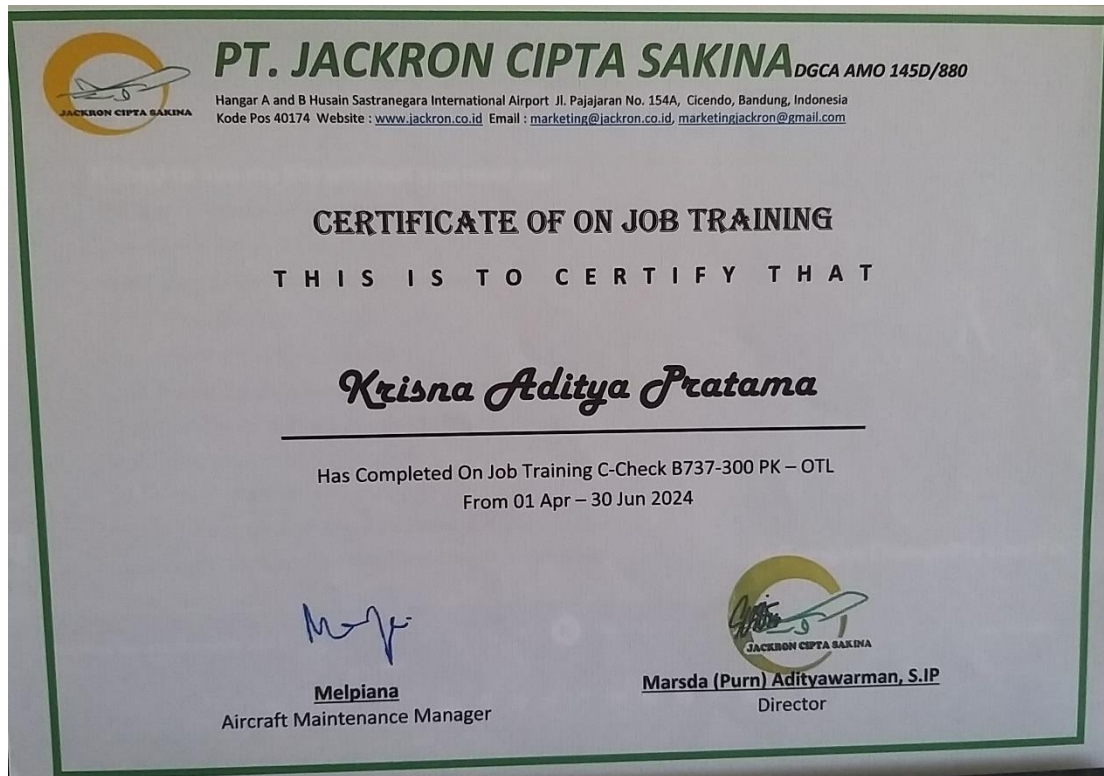 JACKRON CIPTA SAKINA
PT. JACKRON CIPTA SAKINA DGCA AMO 145D/880
Hangar A and B Husain Sastranegara International Airport Jl. Pajajaran No. 154A, Cicendo, Bandung, Indonesia
Kode Pos 40174 Website : www.jackron.co.id Email : marketing@jackron.co.id, marketingjackron@gmail.com
CERTIFICATE OF ON JOB TRAINING
THIS IS TO CERTIFY THAT
Krisna Aditya Pratama
Has Completed On Job Training C-Check B737-300 PK – OTL
From 01 Apr – 30 Jun 2024
JACKRON CIPTA SAKINA
Melpiana
Aircraft Maintenance Manager
Marsda (Purn) Adityawarman, S.IP
Director